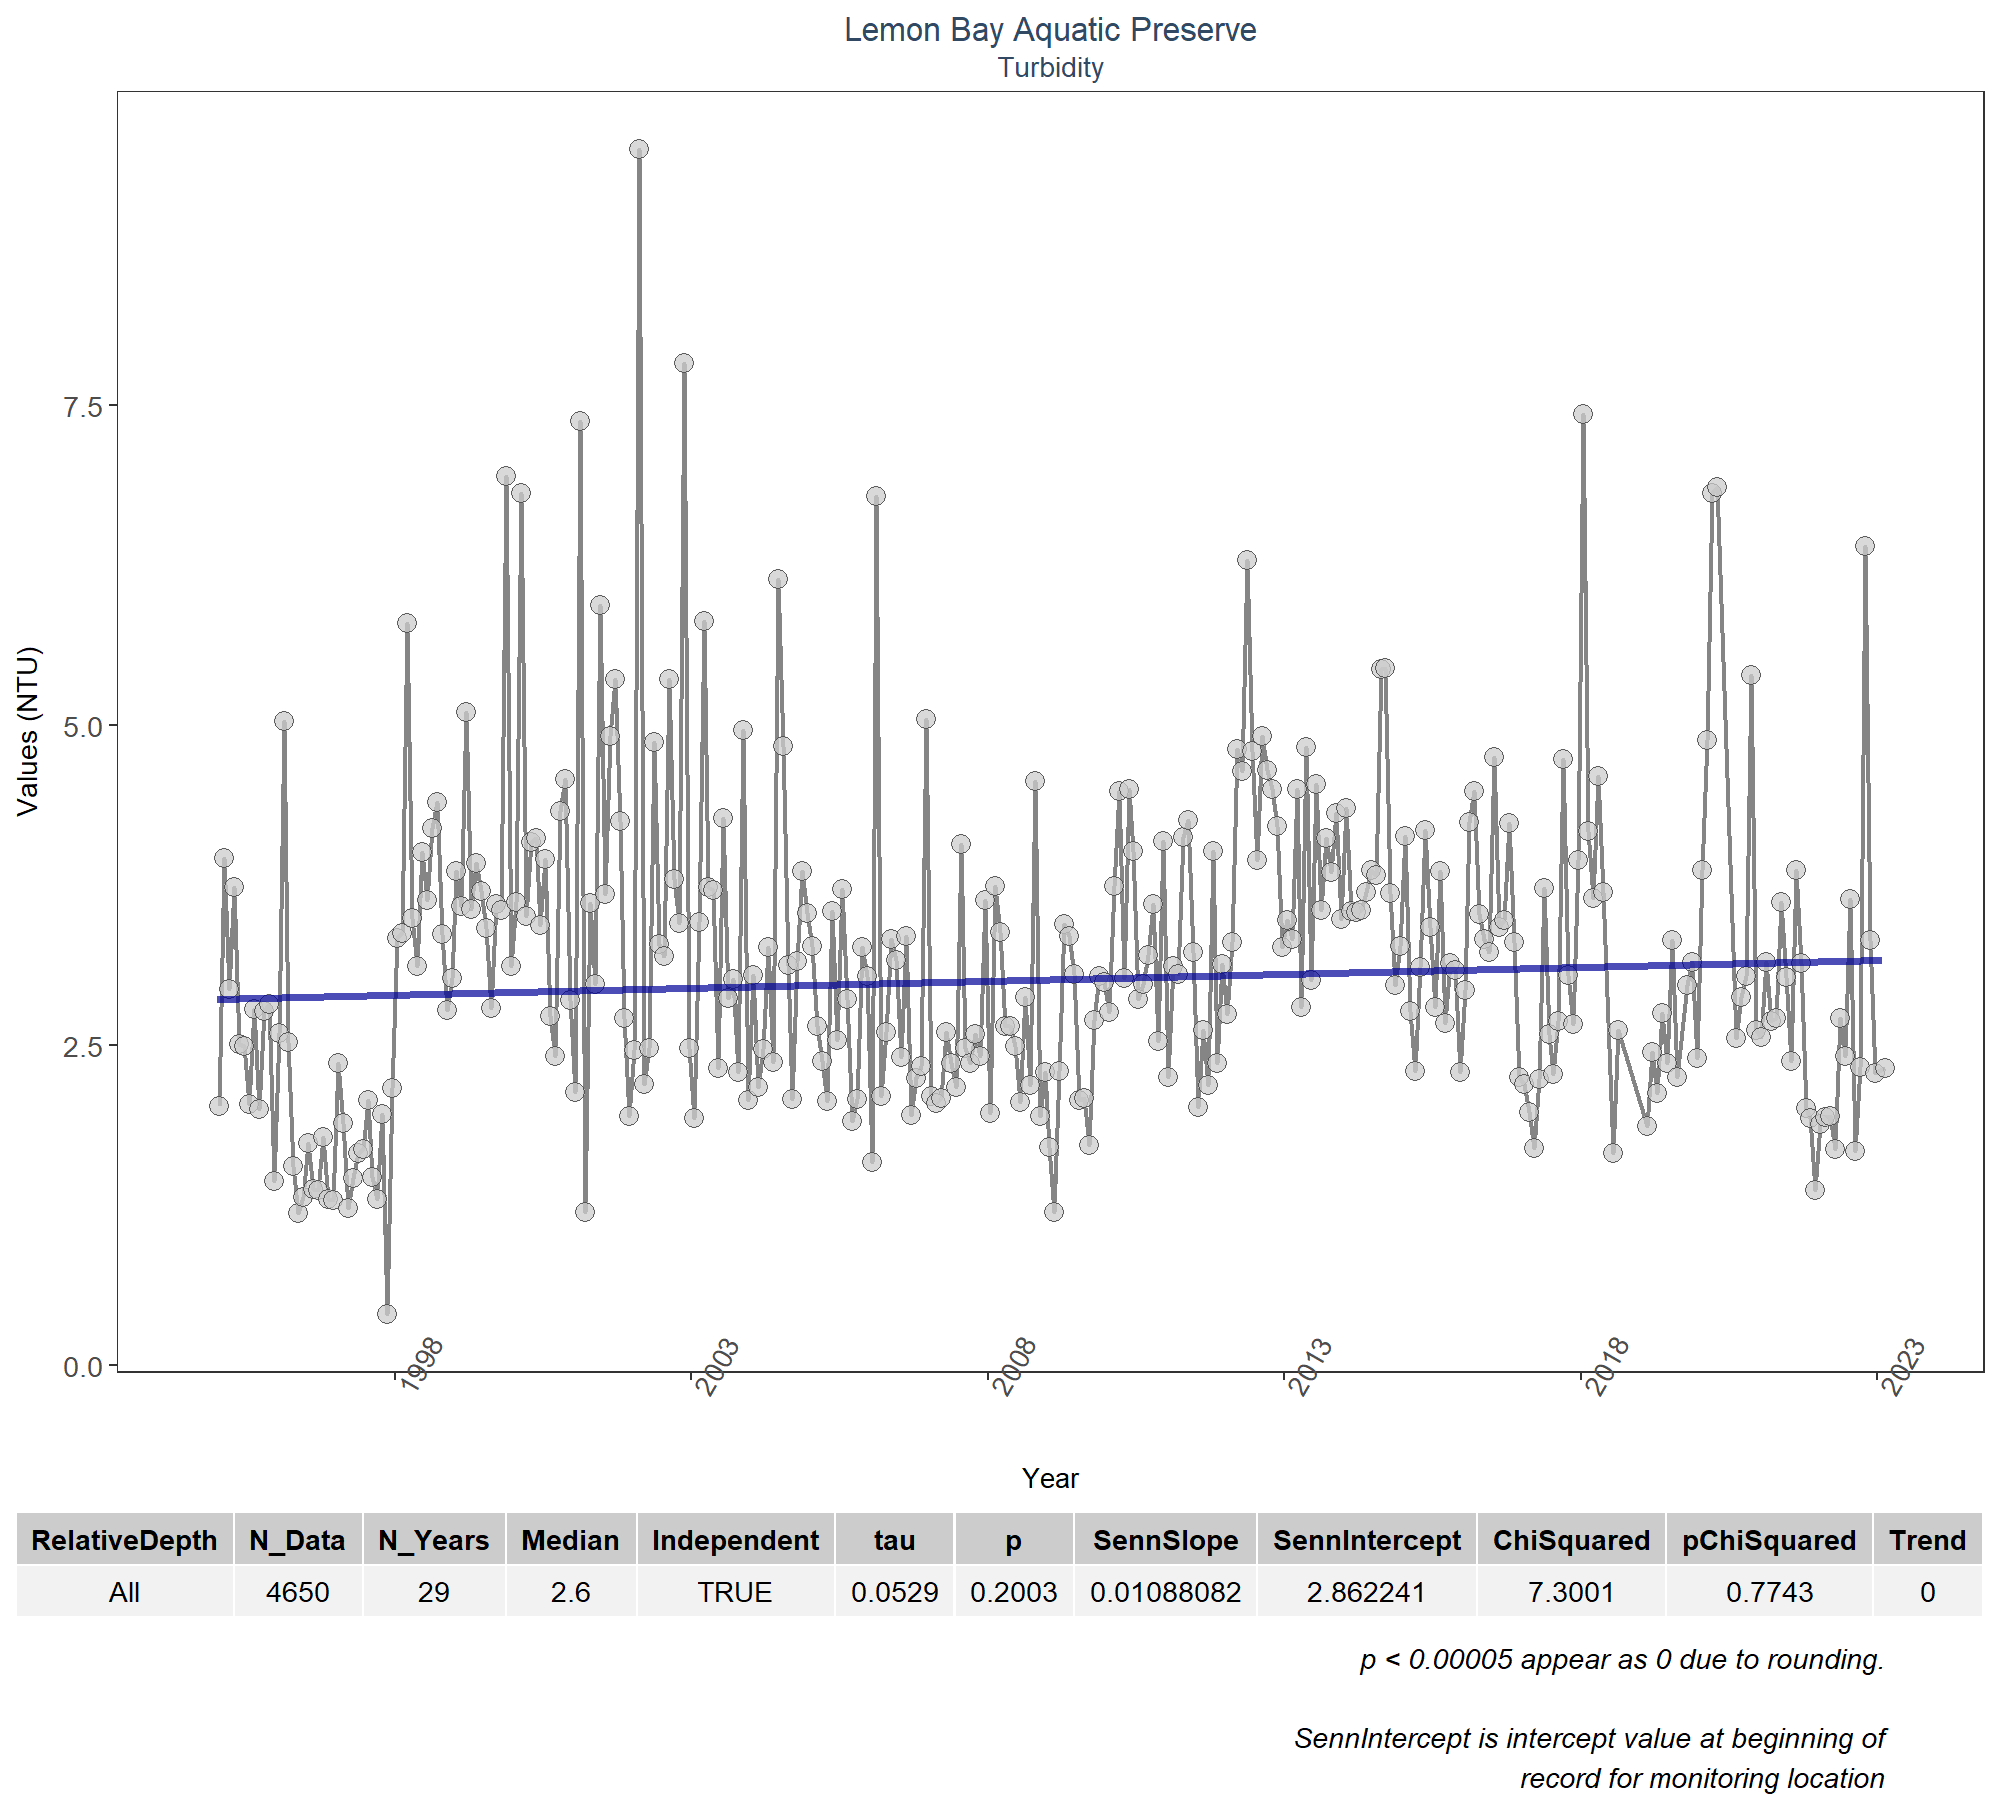 Lemon Bay Aquatic Preserve
Turbidity
Values (NTU)
7.5
5.0
2.5
0.0
1998
2003
2008
2013
2018
2023
Year
RelativeDepth N_Data N_Years Median Independent tau p SennSlope SennIntercept ChiSquared pChiSquared Trend
All 4650 29 2.6 TRUE 0.0529 0.2003 0.01088082 2.862241 7.3001 0.7743 0
p < 0.00005 appear as 0 due to rounding.
SennIntercept is intercept value at beginning of
record for monitoring location